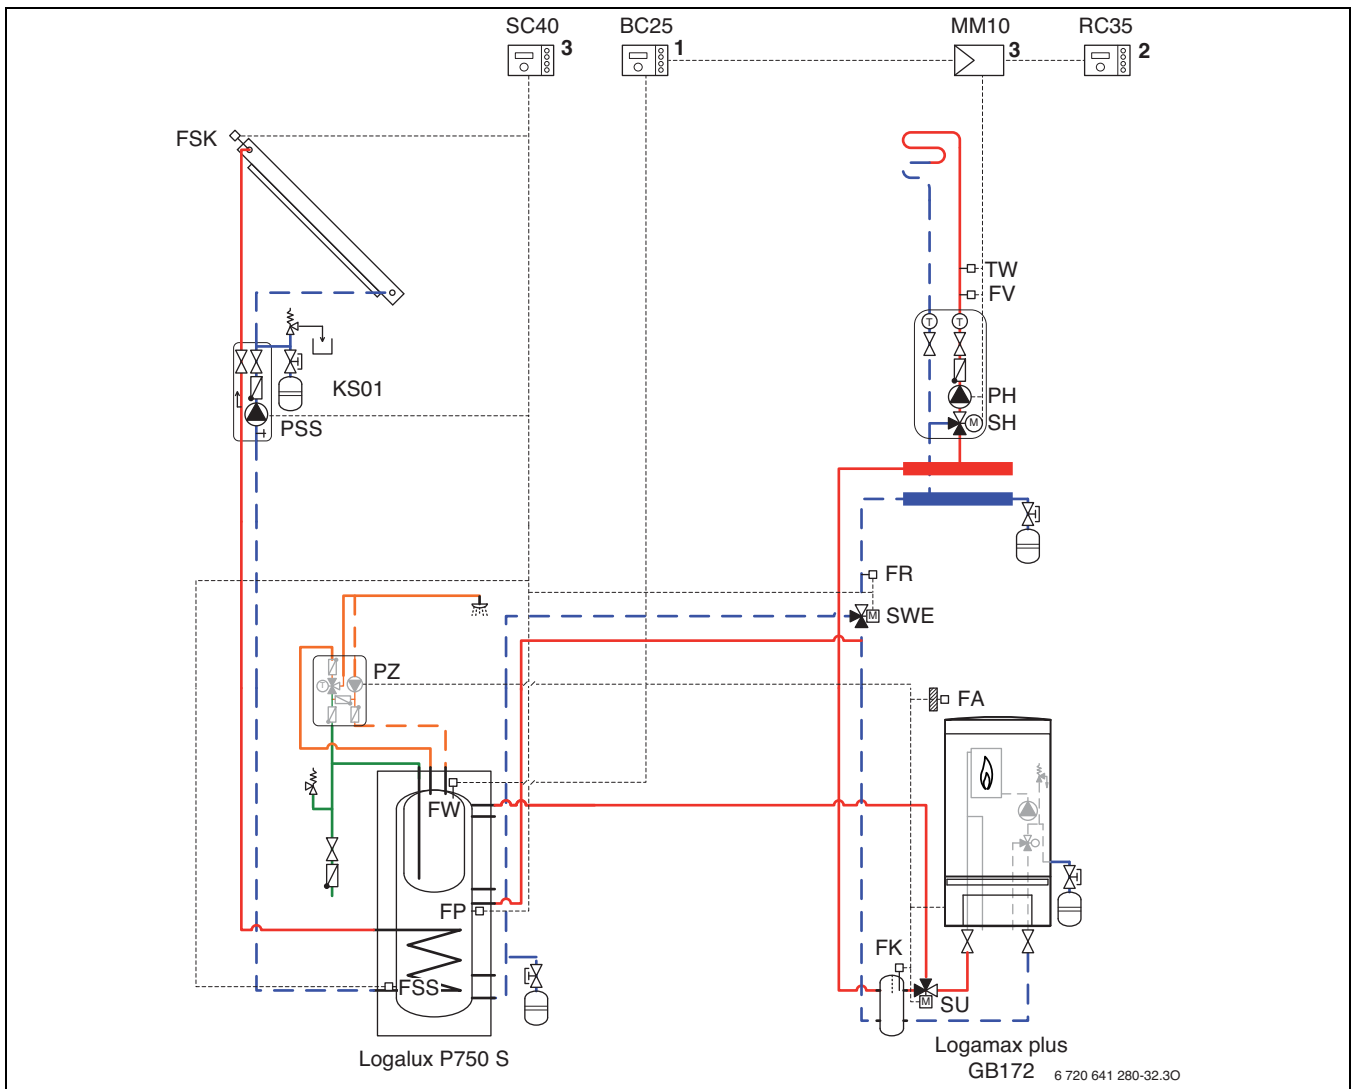 SC40
3
BC25
1
MM10
3
RC35
2
FSK
TW
FV
T
T
KS01
PH
PSS
SH
M
FR
M
SWE
PZ
T
FA
FW
FP
FK
FSS
M
SU
Logalux P750 S
Logamax plus
GB172
6 720 641 280-32.3O